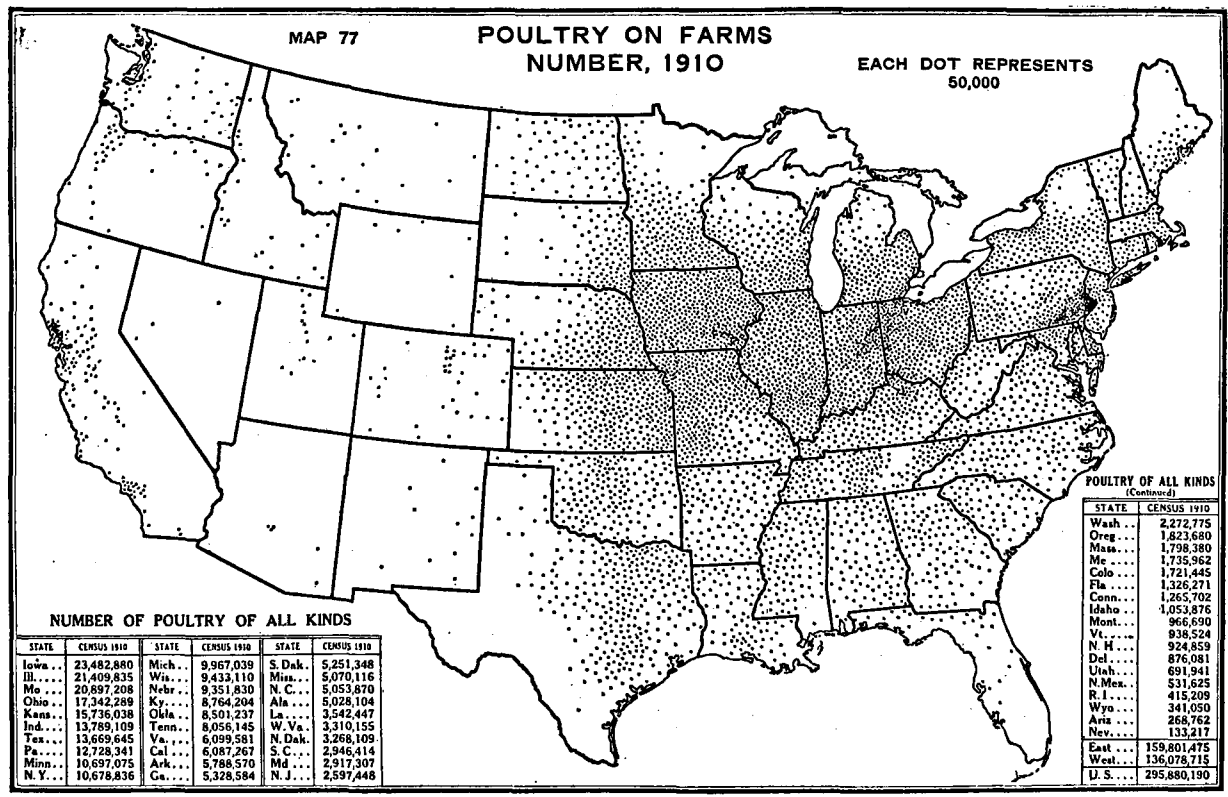 MAP 77
POULTRY ON FARMS
NUMBER, 1910
EACH DOT REPRESENTS
50,000
NUMBER OF POULTRY OF ALL KINDS
STATE CENSUS 1910 STATE CENSUS 1910 STATE CENSUS 1910
Iowa... 23,482,880 Mich... 9,967,039 S. Dak. 5,251,348
Ill..... 21,409,835 Wis... 9,433,110 Miss... 5,070,116
Mo... 20,897,208 Nebr... 9,351,830 N. C... 5,053,870
Ohio... 17,342,289 Ky.... 8,764,204 Ala... 5,028,104
Kans... 15,736,038 Okla... 8,501,237 La.... 3,542,447
Ind.... 13,789,109 Tenn... 8,056,145 W. Va. 3,310,155
Tex.... 13,669,645 Va..... 6,099,581 N. Dak. 3,268,109
Pa.... 12,728,341 Cal... 6,087,267 S. C... 2,946,414
Minn... 10,697,075 Ark... 5,788,570 Md... 2,917,307
N. Y... 10,678,836 Ga.... 5,328,584 N. J... 2,597,448
POULTRY OF ALL KINDS
(Continued)
STATE CENSUS 1910
Wash.. 2,272,775
Oreg... 1,823,680
Mass... 1,798,380
Me... 1,735,962
Colo... 1,721,445
Fla... 1,326,271
Conn... 1,265,702
Idaho.. 1,053,876
Mont... 966,690
Vt..... 938,524
N. H... 924,859
Del... 876,081
Utah... 691,941
N.Mex.. 531,625
R. I... 415,209
Wyo... 341,050
Ariz... 268,762
Nev... 133,217
East... 159,801,475
West... 136,078,715
U. S.... 295,880,190